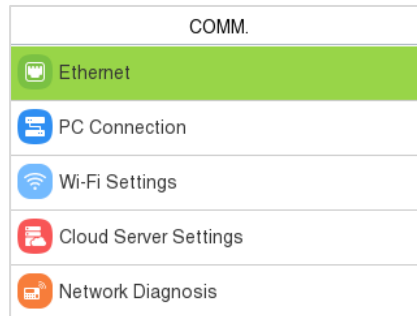 COMM.
Ethernet
PC Connection
Wi-Fi Settings
Cloud Server Settings
Network Diagnosis